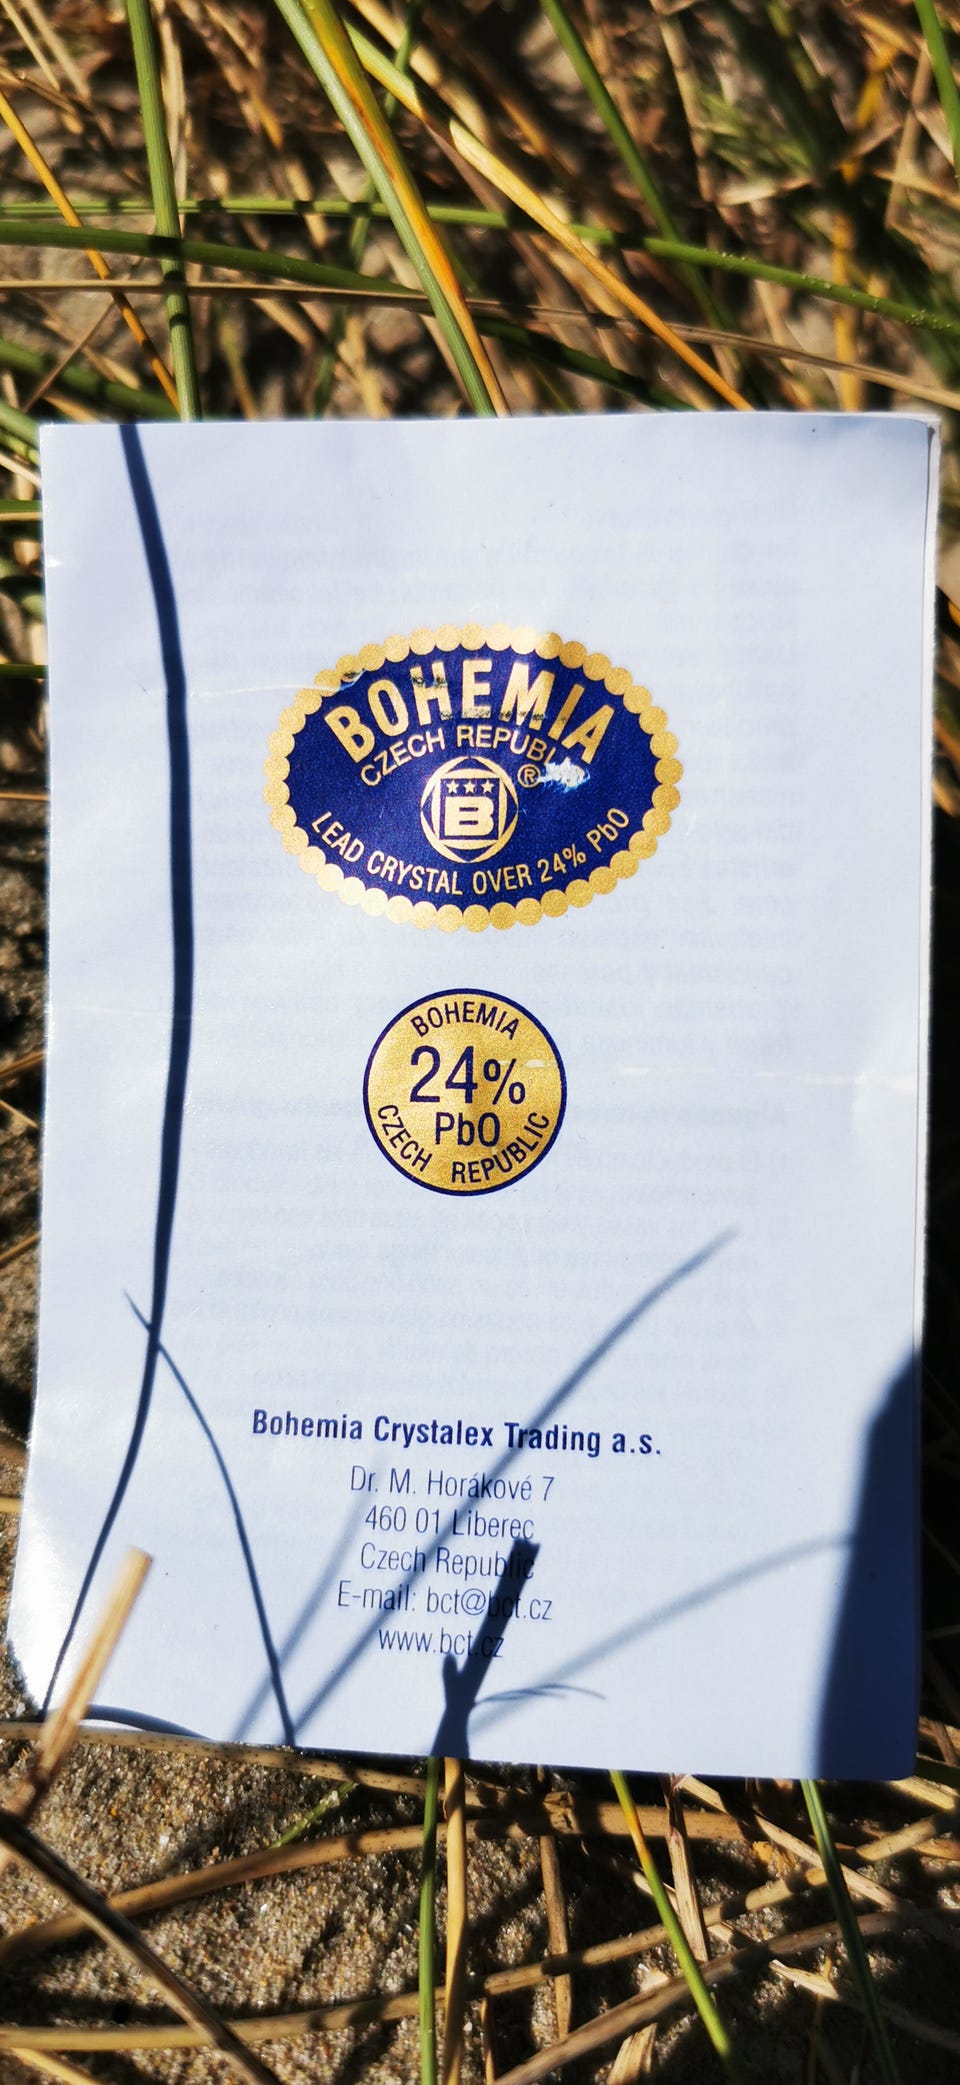 BOHEMIA
CZECH REPUBLIC
®
B
LEAD CRYSTAL OVER 24% PbO
BOHEMIA
24%
PbO
CZECH REPUBLIC
Bohemia Crystalex Trading a.s.
Dr. M. Horákové 7
460 01 Liberec
Czech Republic
E-mail: bct@bct.cz
www.bct.cz